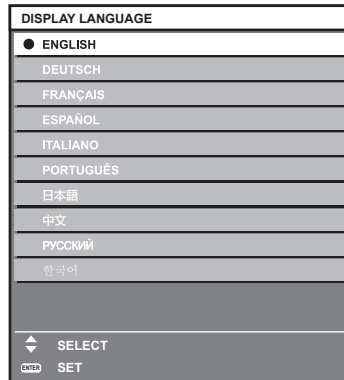 DISPLAY LANGUAGE
ENGLISH
DEUTSCH
FRANÇAIS
ESPAÑOL
ITALIANO
PORTUGUÊS
日本語
中文
РУССКИЙ
한국어
SELECT
ENTER SET